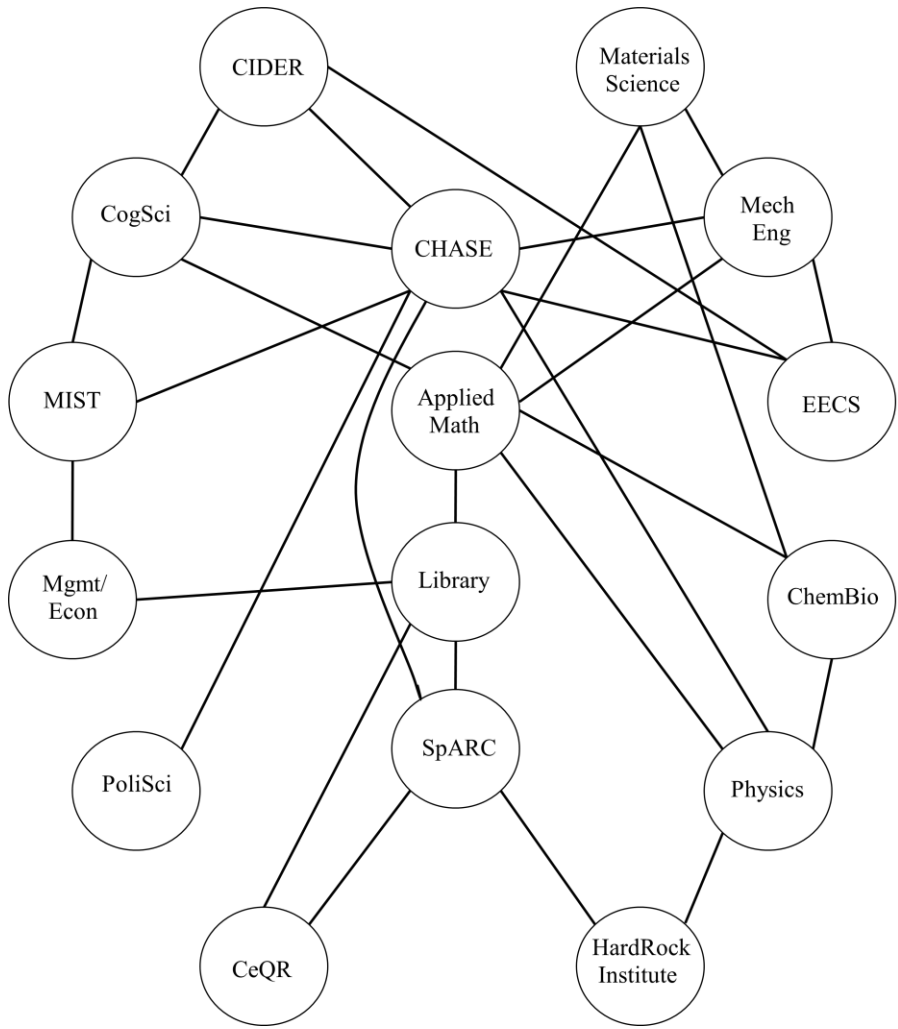 CIDER
Materials
Science
CogSci
CHASE
Mech
Eng
MIST
Applied
Math
EECS
Mgmt/
Econ
Library
ChemBio
PoliSci
SpARC
Physics
CeQR
HardRock
Institute